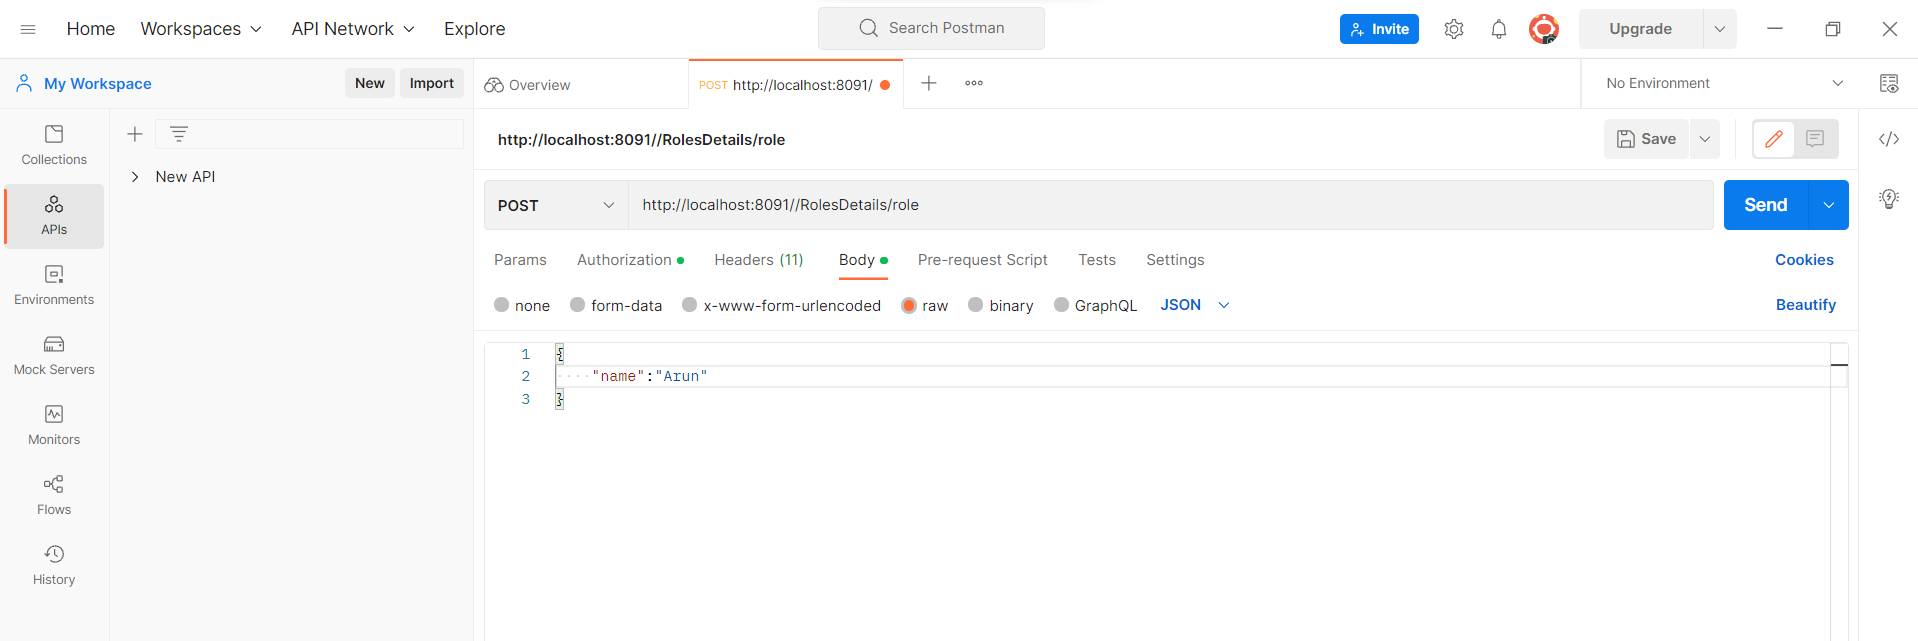 Home Workspaces API Network Explore Search Postman Invite Upgrade
My Workspace New Import Overview POST http://localhost:8091/ No Environment
http://localhost:8091//RolesDetails/role Save
Collections
New API
APIs
Environments
Mock Servers
Monitors
Flows
History
POST http://localhost:8091//RolesDetails/role Send
Params Authorization Headers (11) Body Pre-request Script Tests Settings Cookies
none form-data x-www-form-urlencoded raw binary GraphQL JSON Beautify
1 {
2 "name":"Arun"
3 }